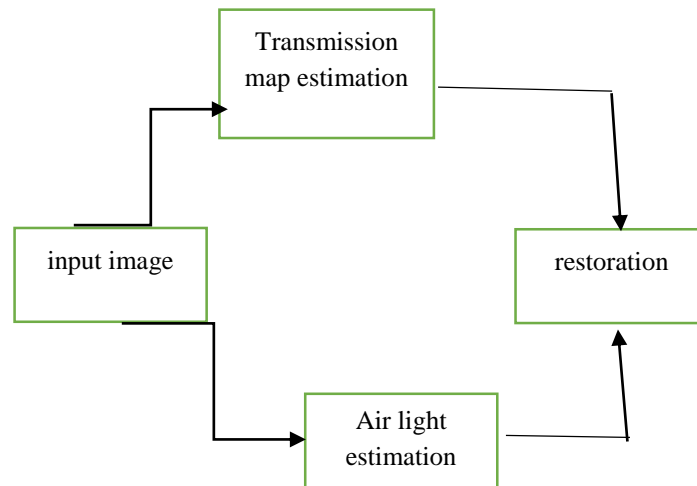 Transmission
map estimation
input image
restoration
Air light
estimation